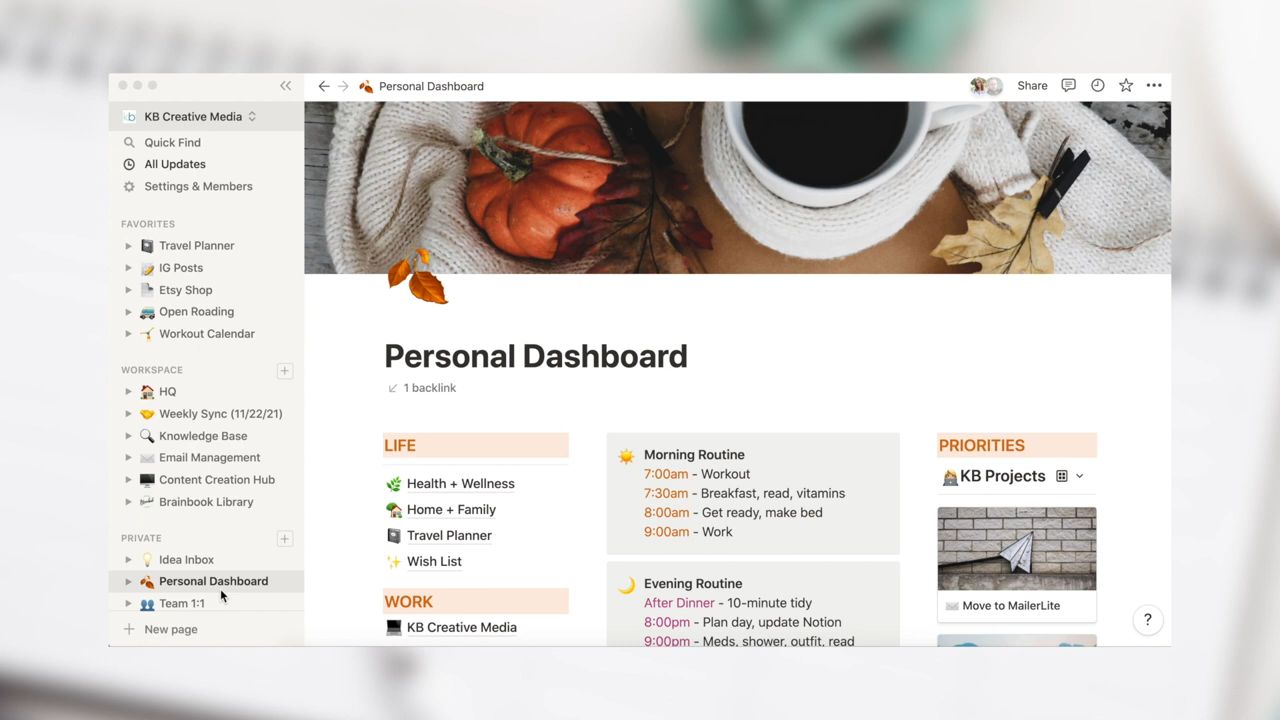 Personal Dashboard
Share
KB Creative Media
Quick Find
All Updates
Settings & Members
FAVORITES
Travel Planner
IG Posts
Etsy Shop
Open Roading
Workout Calendar
WORKSPACE
HQ
Weekly Sync (11/22/21)
Knowledge Base
Email Management
Content Creation Hub
Brainbook Library
PRIVATE
Idea Inbox
Personal Dashboard
Team 1:1
New page
Personal Dashboard
1 backlink
LIFE
Health + Wellness
Home + Family
Travel Planner
Wish List
WORK
KB Creative Media
Morning Routine
7:00am - Workout
7:30am - Breakfast, read, vitamins
8:00am - Get ready, make bed
9:00am - Work
Evening Routine
After Dinner - 10-minute tidy
8:00pm - Plan day, update Notion
9:00pm - Meds, shower, outfit, read
PRIORITIES
KB Projects
Move to MailerLite
?